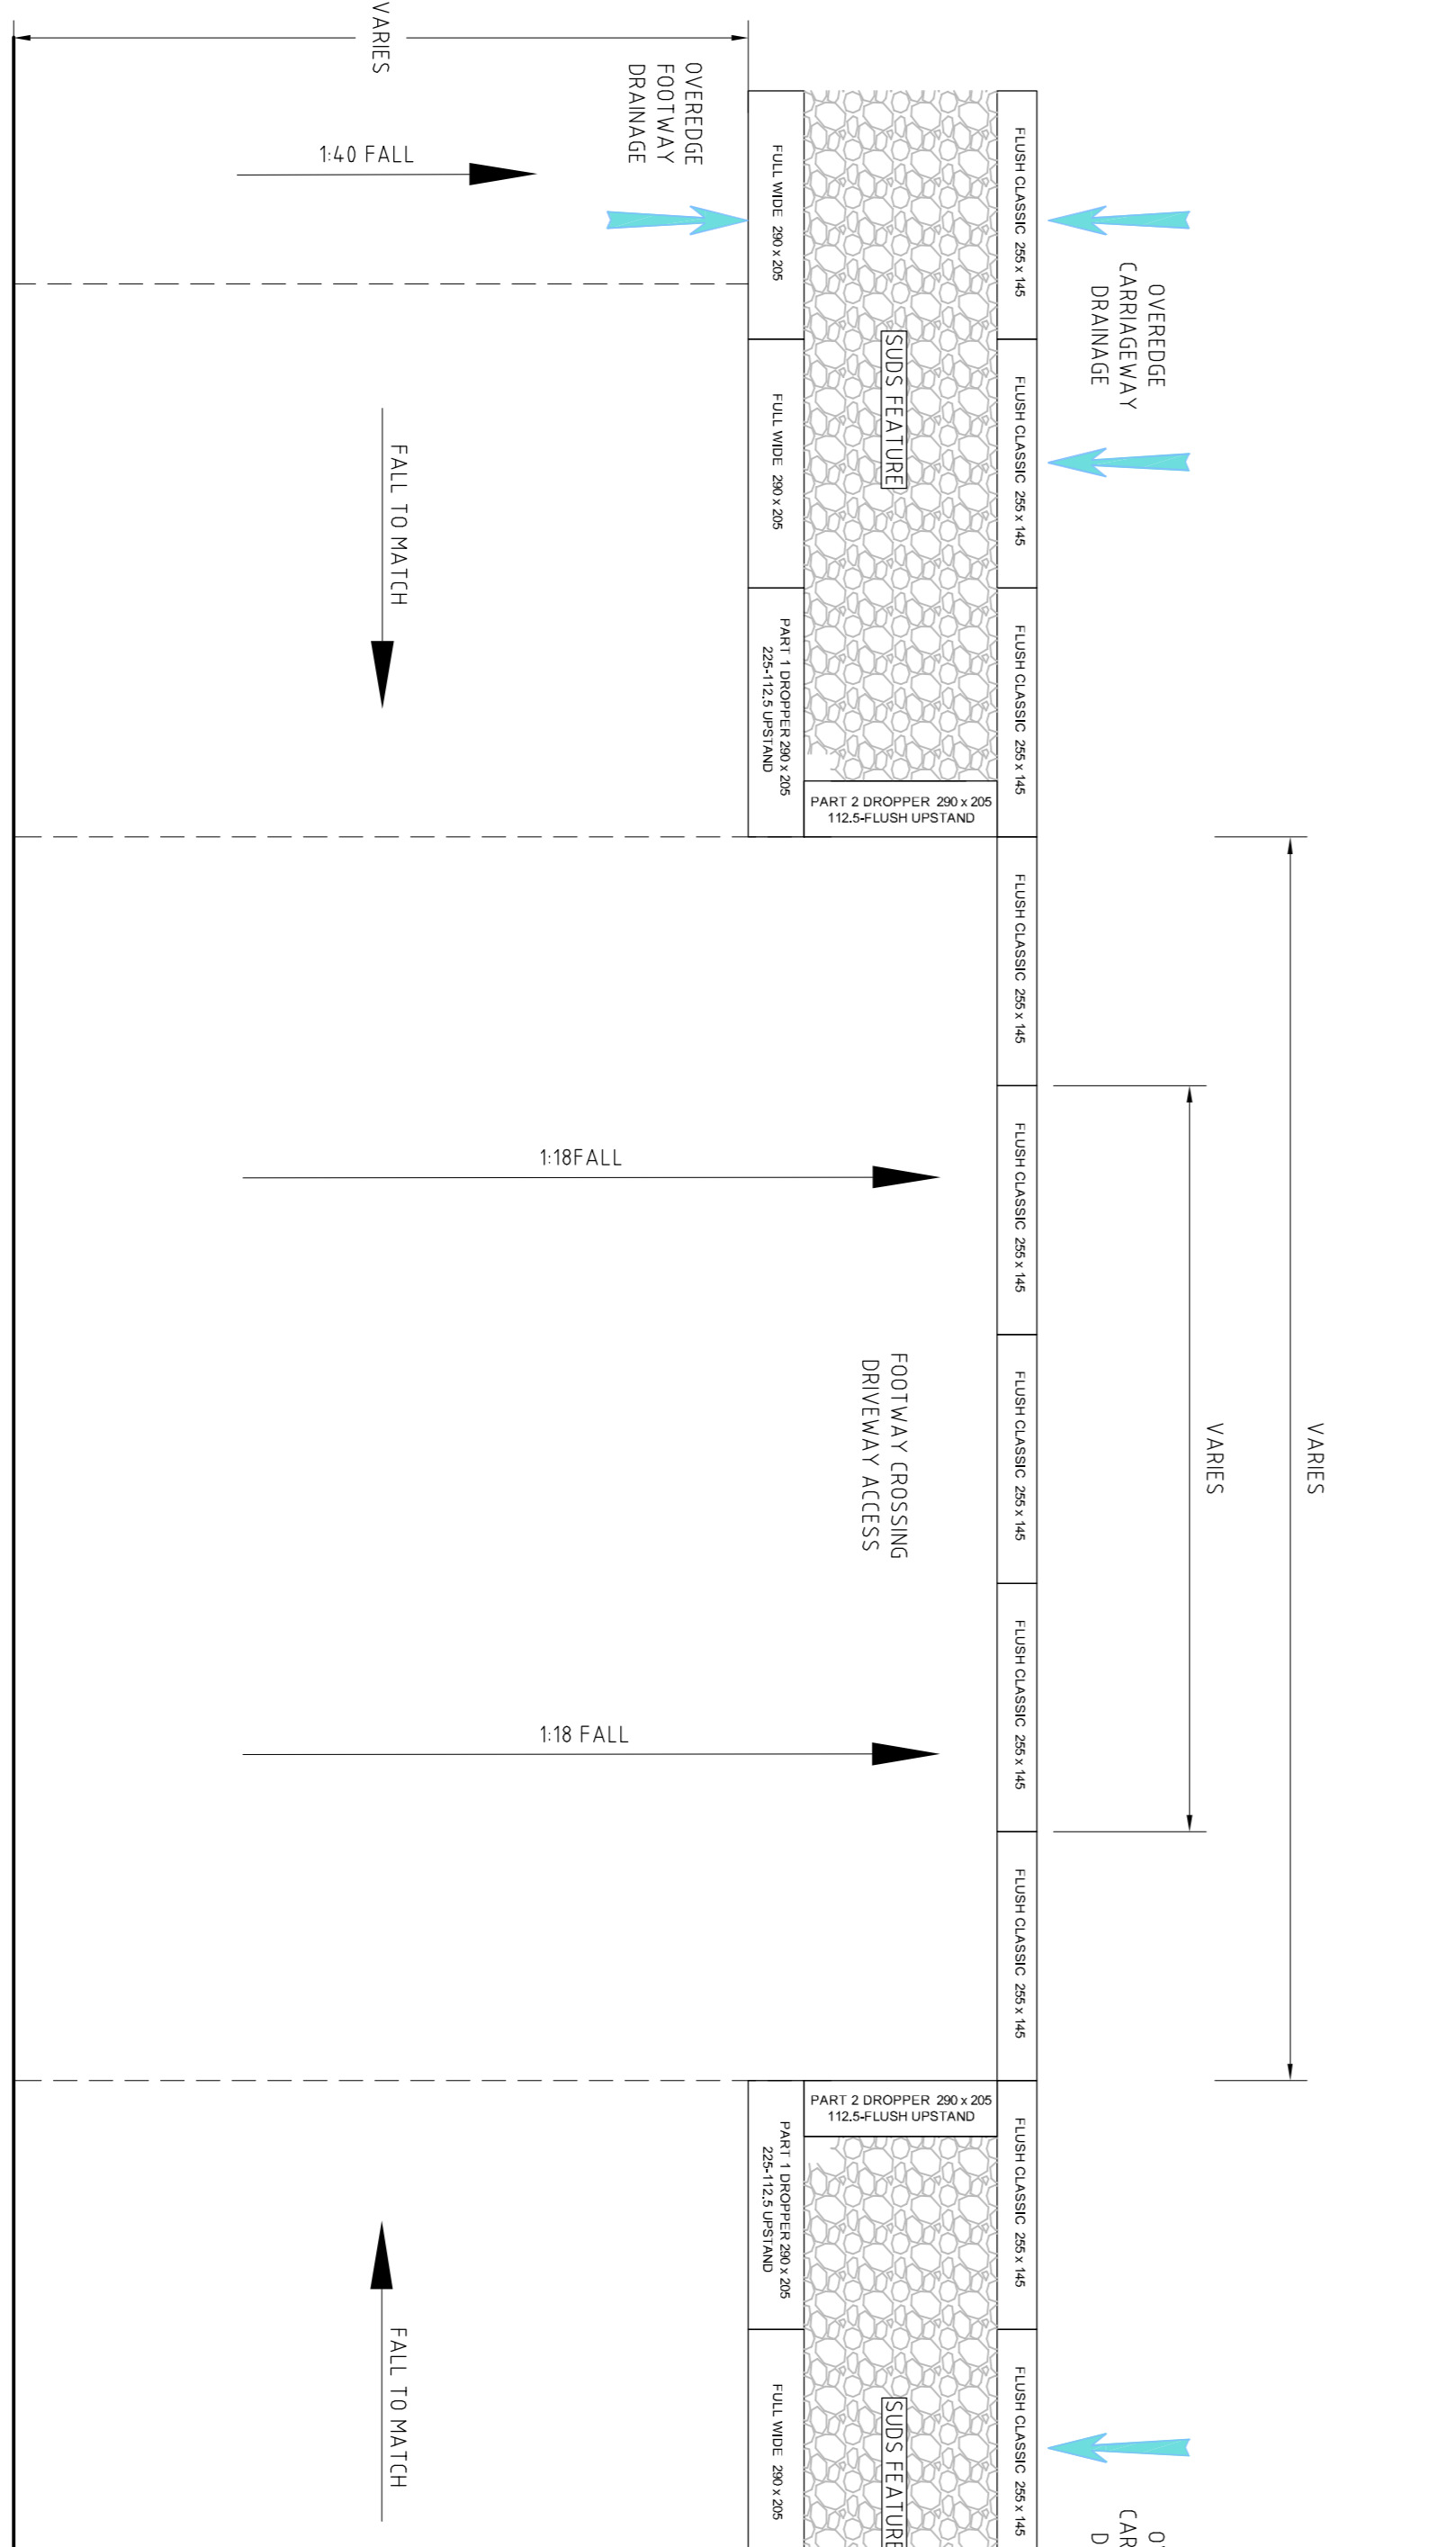 VARIES
OVEREDGE
FOOTWAY
DRAINAGE
1:40 FALL
FULL WIDE 290 x 205
FLUSH CLASSIC 255 x 145
OVEREDGE
CARRIAGEWAY
DRAINAGE
SUDS FEATURE
FULL WIDE 290 x 205
FLUSH CLASSIC 255 x 145
FALL TO MATCH
PART 1 DROPPER 290 x 205
225-112.5 UPSTAND
FLUSH CLASSIC 255 x 145
PART 2 DROPPER 290 x 205
112.5-FLUSH UPSTAND
FLUSH CLASSIC 255 x 145
1:18FALL
FLUSH CLASSIC 255 x 145
FOOTWAY CROSSING
DRIVEWAY ACCESS
FLUSH CLASSIC 255 x 145
VARIES
VARIES
1:18 FALL
FLUSH CLASSIC 255 x 145
FLUSH CLASSIC 255 x 145
PART 2 DROPPER 290 x 205
112.5-FLUSH UPSTAND
PART 1 DROPPER 290 x 205
225-112.5 UPSTAND
FLUSH CLASSIC 255 x 145
FALL TO MATCH
FULL WIDE 290 x 205
SUDS FEATURE
FLUSH CLASSIC 255 x 145